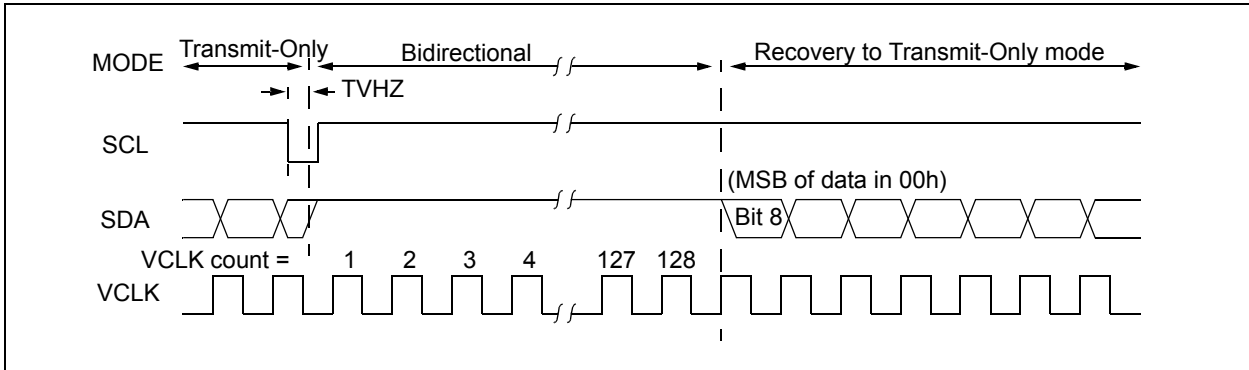 MODE Transmit-Only Bidirectional Recovery to Transmit-Only mode
TVHZ
SCL
(MSB of data in 00h)
SDA Bit 8
VCLK count = 1 2 3 4 127 128
VCLK